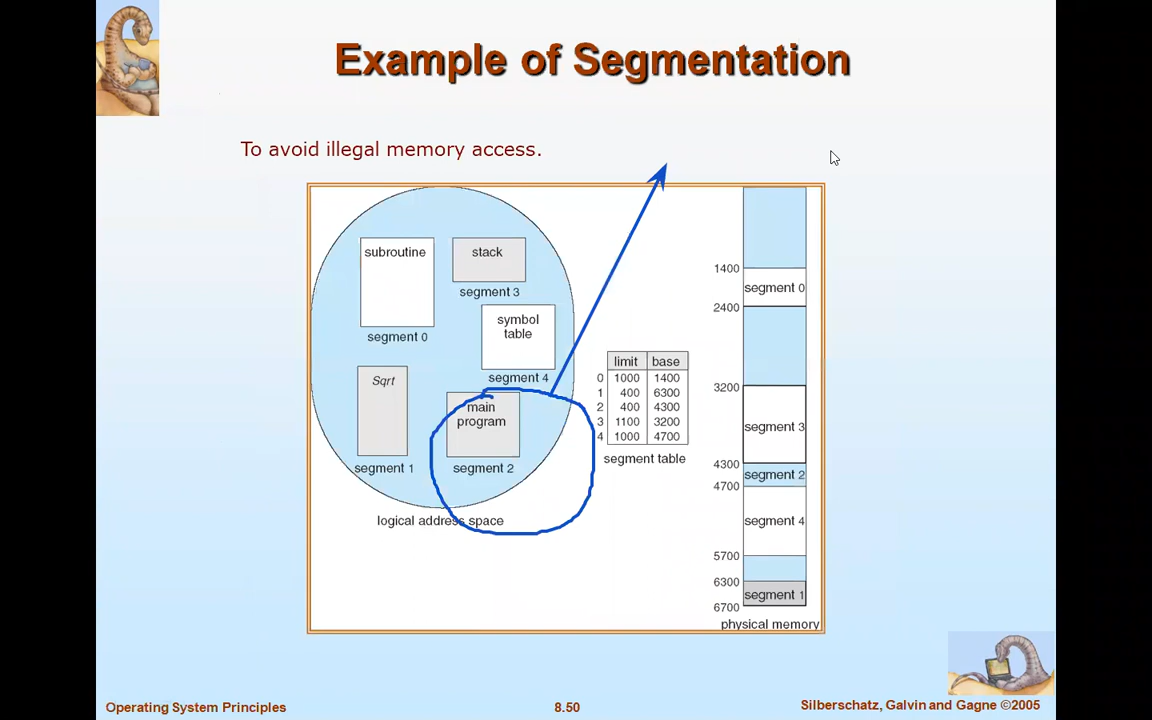 Example of Segmentation
To avoid illegal memory access.
subroutine
segment 0
stack
segment 3
symbol
table
segment 4
Sqrt
segment 1
main
program
segment 2
logical address space
limit base
0 1000 1400
1 400 6300
2 400 4300
3 1100 3200
4 1000 4700
segment table
1400
segment 0
2400
3200
segment 3
4300
segment 2
4700
segment 4
5700
6300
segment 1
6700
physical memory
Operating System Principles
8.50
Silberschatz, Galvin and Gagne ©2005